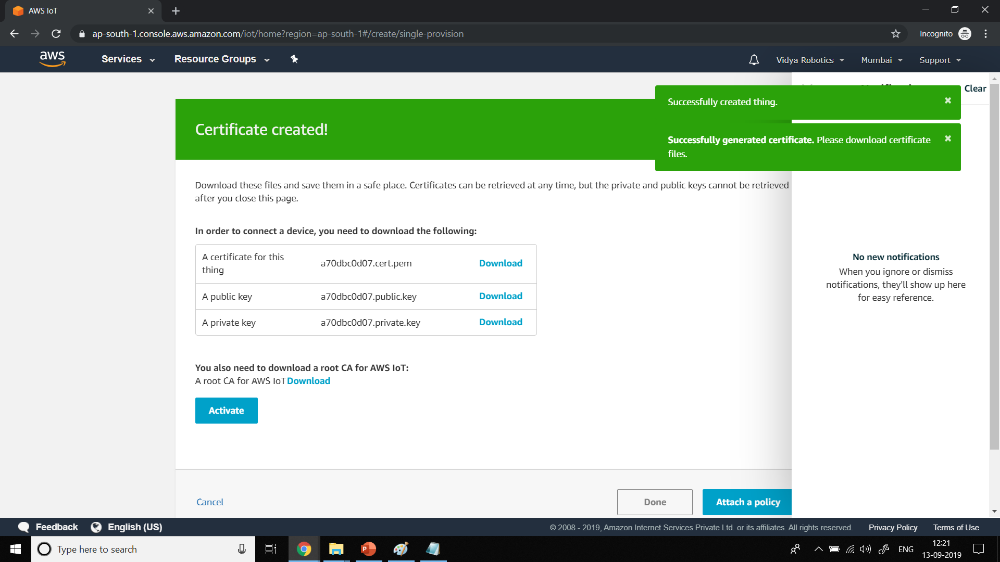 AWS IoT
ap-south-1.console.aws.amazon.com/iot/home?region=ap-south-1#/create/single-provision
Incognito
aws
Services
Resource Groups
Vidya Robotics
Mumbai
Support
Clear
Successfully created thing.
Certificate created!
Successfully generated certificate. Please download certificate
files.
Download these files and save them in a safe place. Certificates can be retrieved at any time, but the private and public keys cannot be retrieved
after you close this page.
In order to connect a device, you need to download the following:
A certificate for this
thing
a70dbc0d07.cert.pem
Download
A public key
a70dbc0d07.public.key
Download
A private key
a70dbc0d07.private.key
Download
No new notifications
When you ignore or dismiss
notifications, they'll show up here
for easy reference.
You also need to download a root CA for AWS IoT:
A root CA for AWS IoT Download
Activate
Cancel
Done
Attach a policy
Feedback
English (US)
© 2008 - 2019, Amazon Internet Services Private Ltd. or its affiliates. All rights reserved.
Privacy Policy
Terms of Use
Type here to search
ENG
12:21
13-09-2019